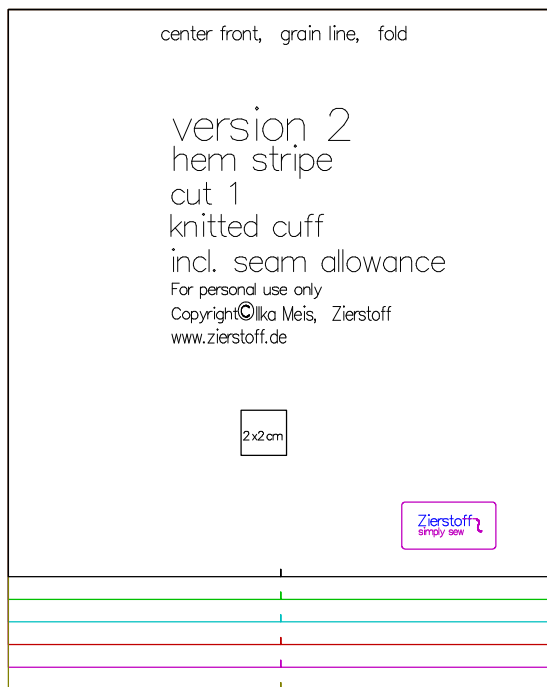 center front, grain line, fold
version 2
hem stripe
cut 1
knitted cuff
incl. seam allowance
For personal use only
Copyright©Ilka Meis, Zierstoff
www.zierstoff.de
2x2cm
Zierstoff
simply sew